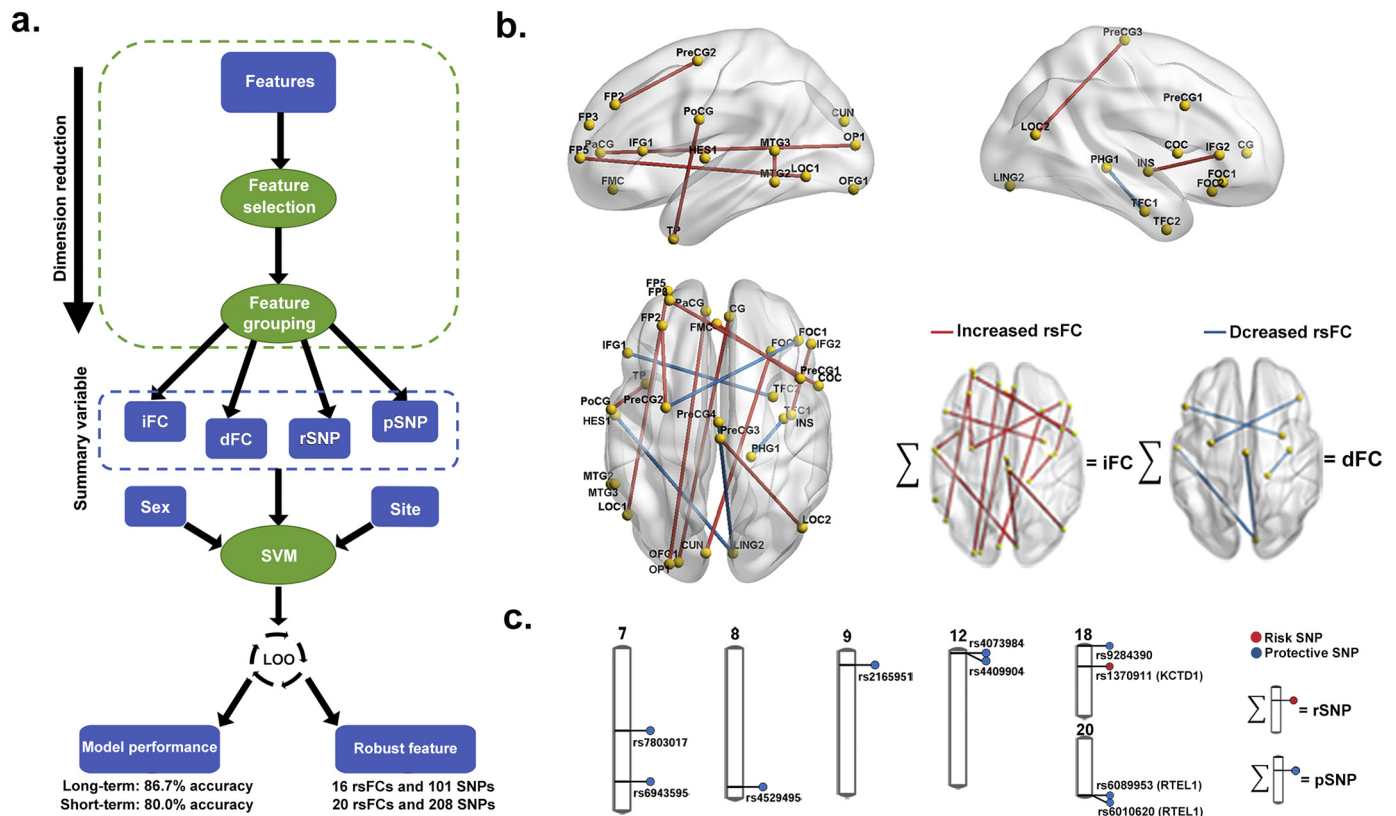 a.
Dimension reduction
Features
Feature
selection
Feature
grouping
Summary variable
iFC
dFC
rSNP
pSNP
Sex
Site
SVM
LOO
Model performance
Robust feature
Long-term: 86.7% accuracy
Short-term: 80.0% accuracy
16 rsFCs and 101 SNPs
20 rsFCs and 208 SNPs
b.
PreCG2
FP2
PoCG
FP3
CUN
PaCG
IFG1
MTG3
OP1
FP5
HES1
LOC1
MTG2
FMC
OFG1
TP
PreCG3
PreCG1
LOC2
COC
IFG2
CG
PHG1
INS
LING2
FOC1
TFC1
TFC2
FP5
PaCG
CG
FP2
FMC
FOC1
IFG1
IFG2
TP
PreCG1
COC
PoCG
PreCG2
HES1
PreCG4
PreCG3
INS
PHG1
MTG2
MTG3
LOC1
LOC2
OFG1
CUN
LING2
OP1
Increased rsFC
Dcreased rsFC
∑
= iFC
∑
= dFC
c.
7
8
9
12
18
rs4073984
rs4409904
rs2165951
rs9284390
rs1370911 (KCTD1)
rs7803017
rs6943595
rs4529495
20
rs6089953 (RTEL1)
rs6010620 (RTEL1)
Risk SNP
Protective SNP
∑
= rSNP
∑
= pSNP